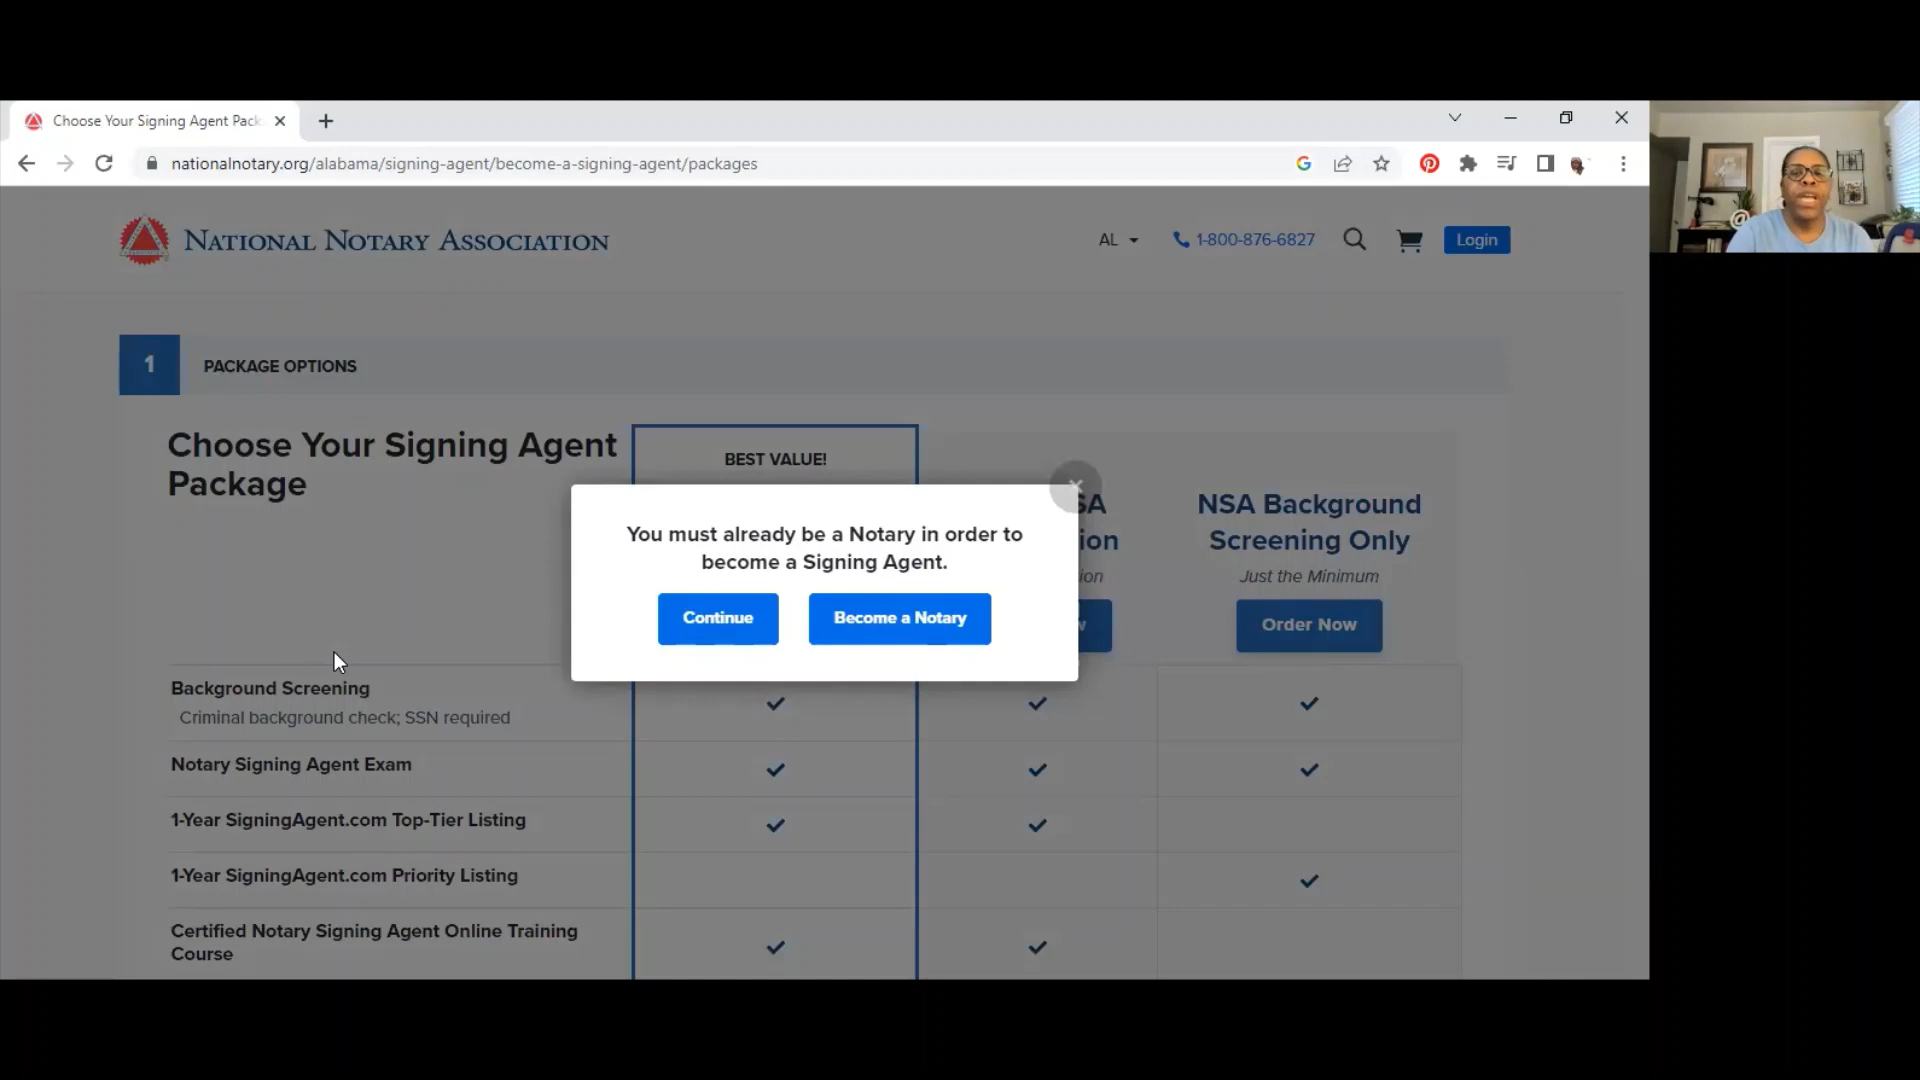 Choose Your Signing Agent Pack
nationalnotary.org/alabama/signing-agent/become-a-signing-agent/packages
NATIONAL NOTARY ASSOCIATION
AL
1-800-876-6827
Login
1
PACKAGE OPTIONS
Choose Your Signing Agent
Package
BEST VALUE!
SA
ion
ion
w
NSA Background
Screening Only
Just the Minimum
Order Now
You must already be a Notary in order to
become a Signing Agent.
Continue
Become a Notary
Background Screening
Criminal background check; SSN required
Notary Signing Agent Exam
1-Year SigningAgent.com Top-Tier Listing
1-Year SigningAgent.com Priority Listing
Certified Notary Signing Agent Online Training
Course